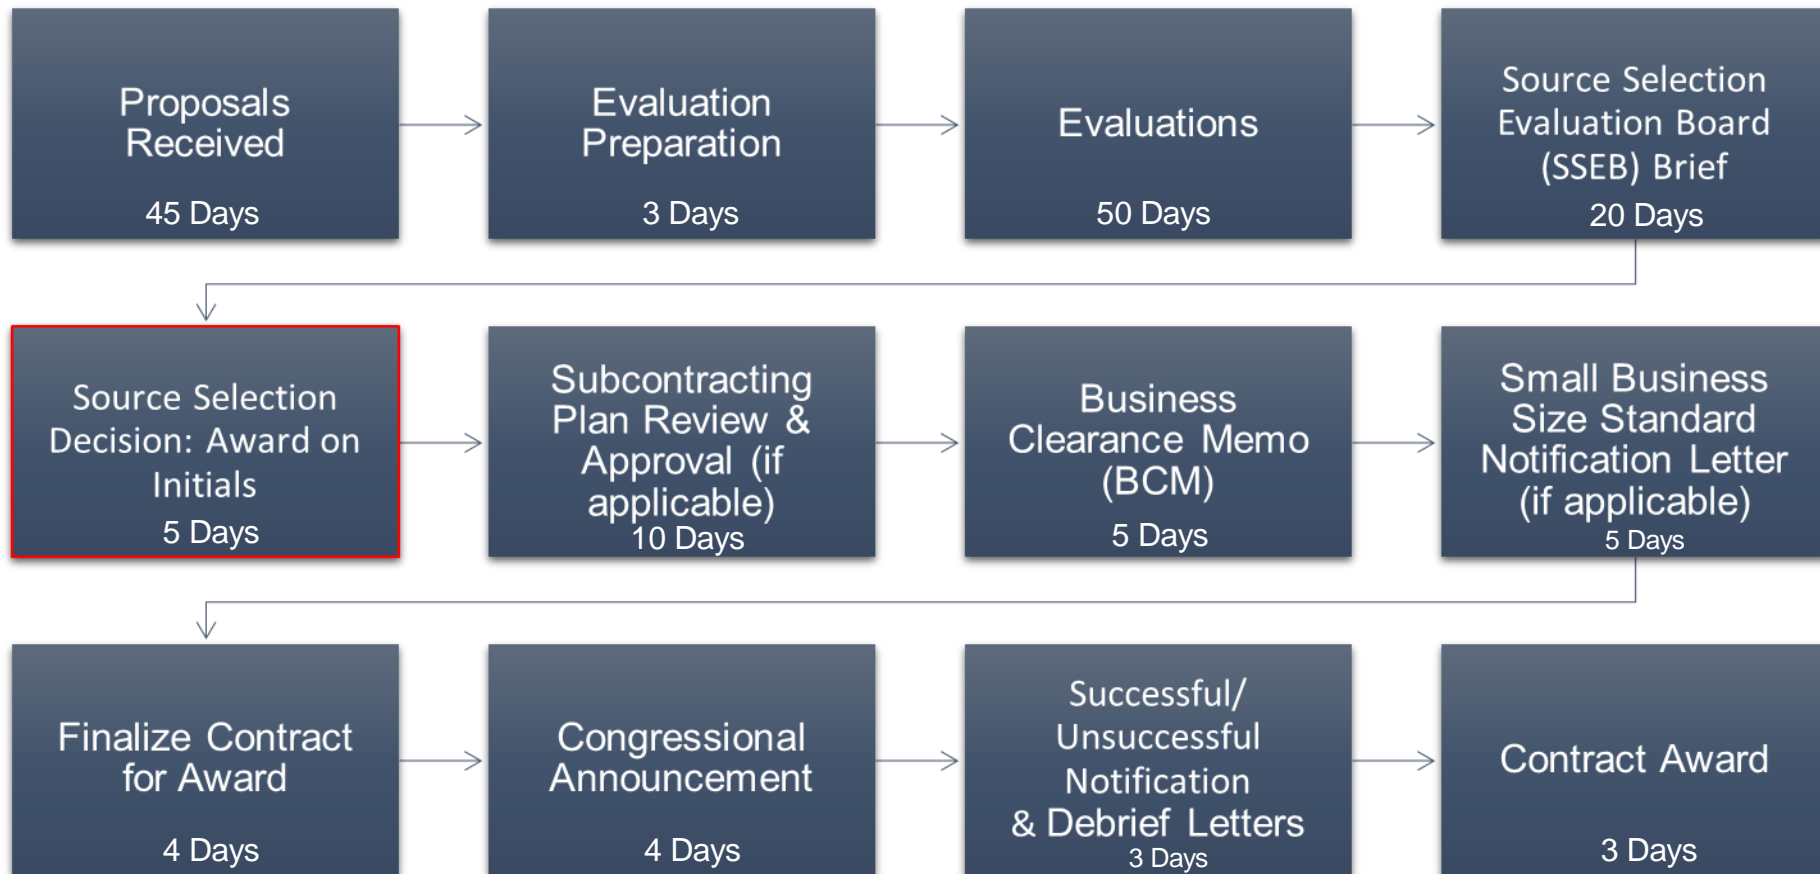 Proposals
Received
45 Days
Evaluation
Preparation
3 Days
Evaluations
50 Days
Source Selection
Evaluation Board
(SSEB) Brief
20 Days
Source Selection
Decision: Award on
Initials
5 Days
Subcontracting
Plan Review &
Approval (if
applicable)
10 Days
Business
Clearance Memo
(BCM)
5 Days
Small Business
Size Standard
Notification Letter
(if applicable)
5 Days
Finalize Contract
for Award
4 Days
Congressional
Announcement
4 Days
Successful/
Unsuccessful
Notification
& Debrief Letters
3 Days
Contract Award
3 Days